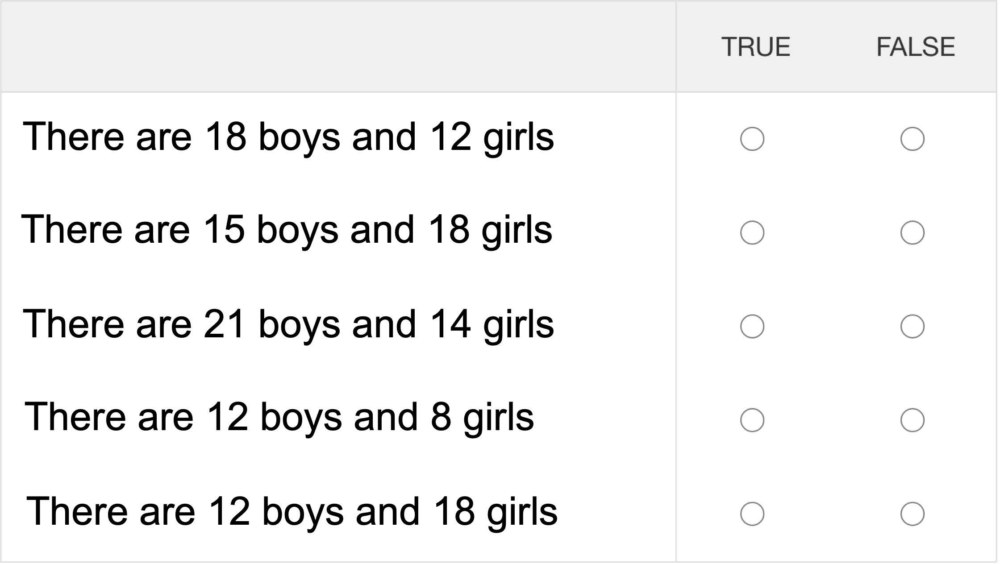 TRUE FALSE
There are 18 boys and 12 girls
There are 15 boys and 18 girls
There are 21 boys and 14 girls
There are 12 boys and 8 girls
There are 12 boys and 18 girls